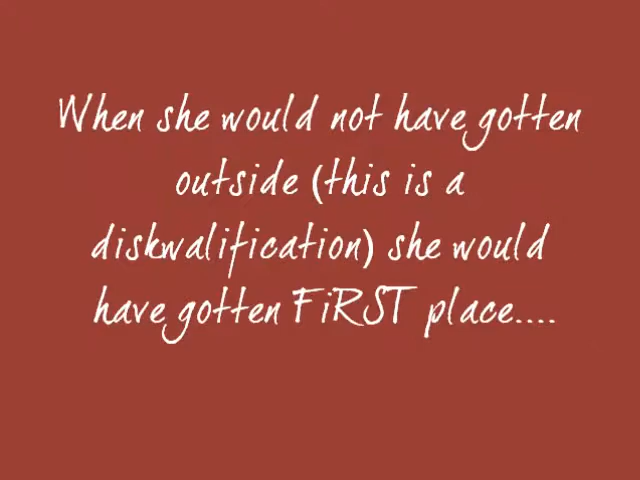 When she would not have gotten
outside (this is a
diskwalification) she would
have gotten FiRST place....